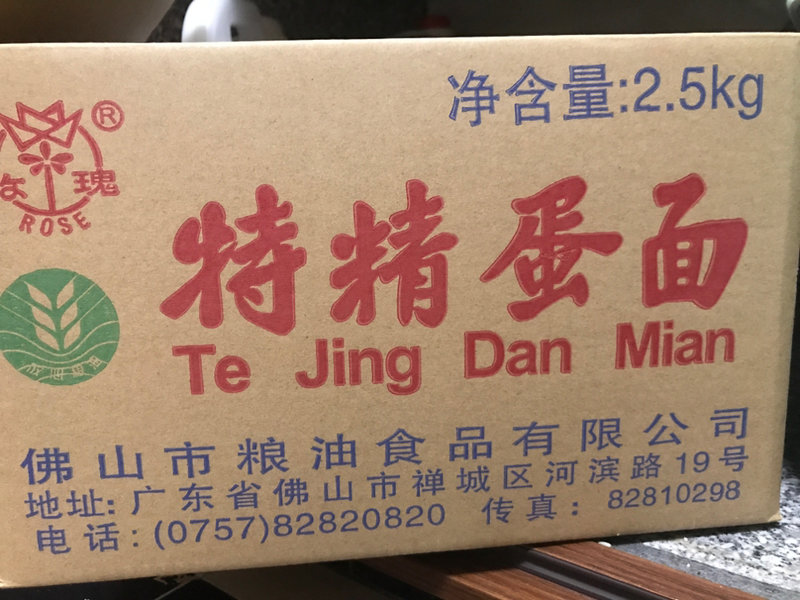 净含量:2.5kg
®
玫瑰
ROSE
特精蛋面
Te Jing Dan Mian
佛山市粮油食品有限公司
地址: 广东省佛山市禅城区河滨路19号
电话: (0757)82820820 传真: 82810298